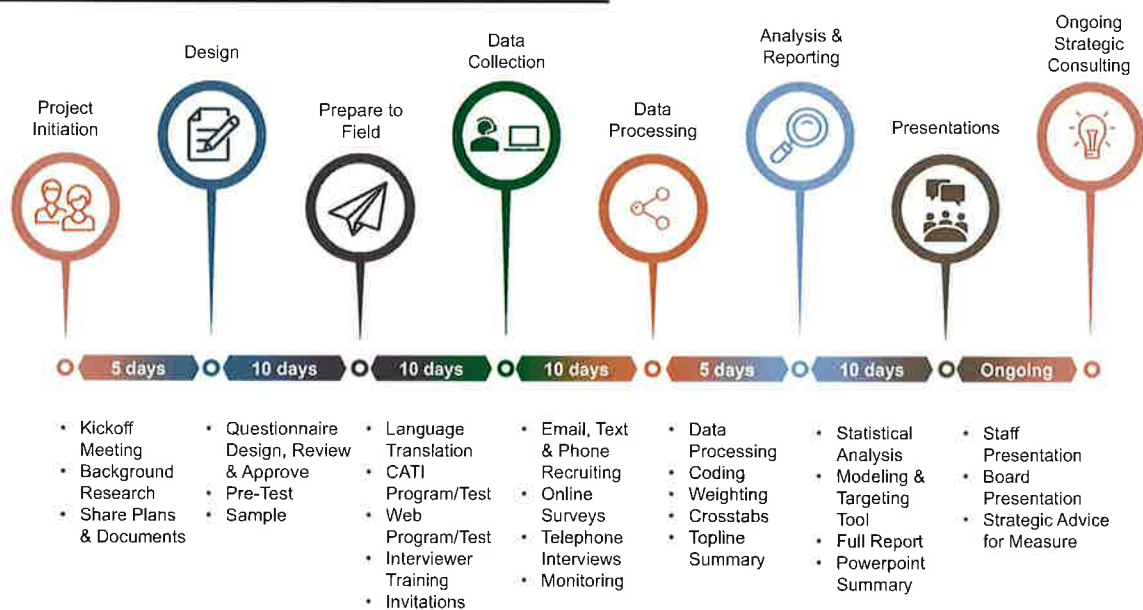 Project
Initiation
Design
Prepare to
Field
Data
Collection
Data
Processing
Analysis &
Reporting
Presentations
Ongoing
Strategic
Consulting
5 days
10 days
10 days
10 days
5 days
10 days
Ongoing
• Kickoff
Meeting
• Background
Research
• Share Plans
& Documents
• Questionnaire
Design, Review
& Approve
• Pre-Test
• Sample
• Language
Translation
• CATI
Program/Test
• Web
Program/Test
• Interviewer
Training
• Invitations
• Email, Text
& Phone
Recruiting
• Online
Surveys
• Telephone
Interviews
• Monitoring
• Data
Processing
• Coding
• Weighting
• Crosstabs
• Topline
Summary
• Statistical
Analysis
• Modeling &
Targeting
Tool
• Full Report
• Powerpoint
Summary
• Staff
Presentation
• Board
Presentation
• Strategic Advice
for Measure